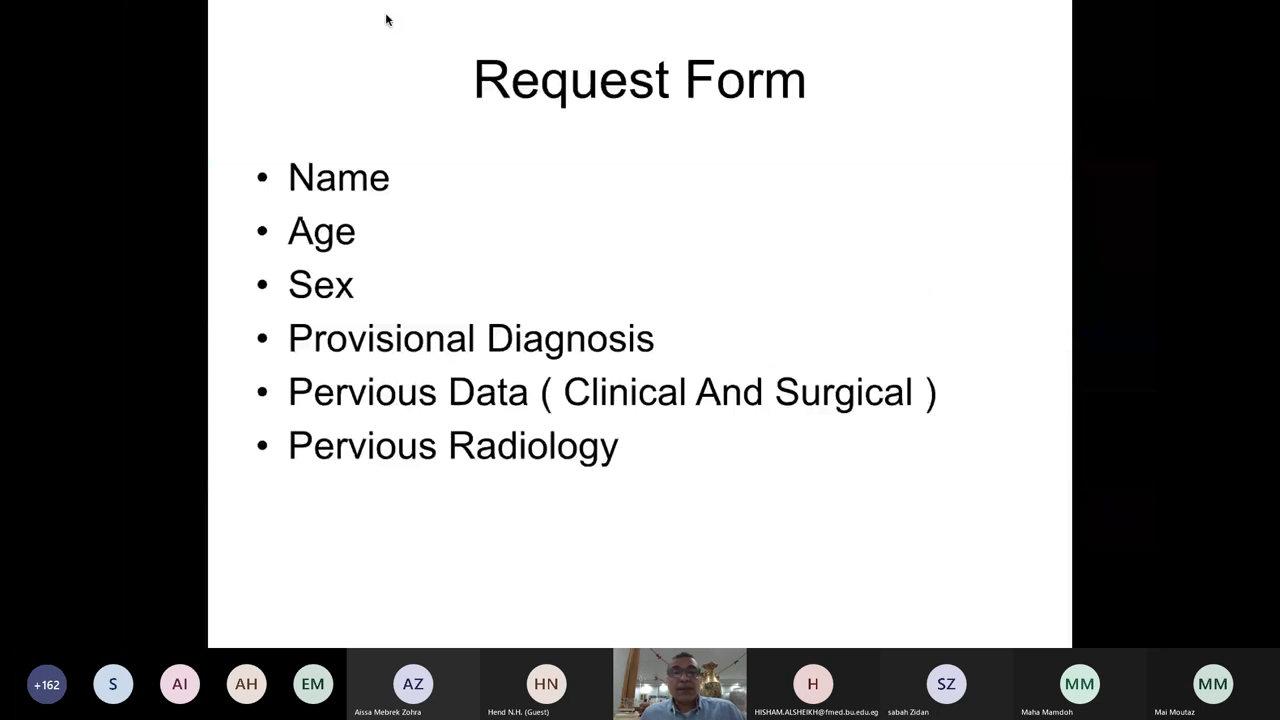 Request Form
• Name
• Age
• Sex
• Provisional Diagnosis
• Pervious Data ( Clinical And Surgical )
• Pervious Radiology
+162
S
AI
AH
EM
AZ
Aissa Mebrek Zohra
HN
Hend N.H. (Guest)
H
HISHAM.ALSHEIKH@fmed.bu.edu.eg
SZ
sabah Zidan
MM
Maha Mamdoh
MM
Mai Moutaz